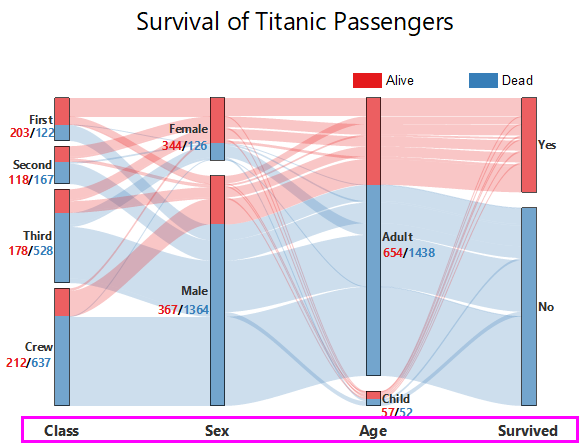 Survival of Titanic Passengers
Alive Dead
First
203/122
Second
118/167
Third
178/528
Crew
212/637
Female
344/126
Male
367/1364
Adult
654/1438
Child
57/52
Yes
No
Class Sex Age Survived